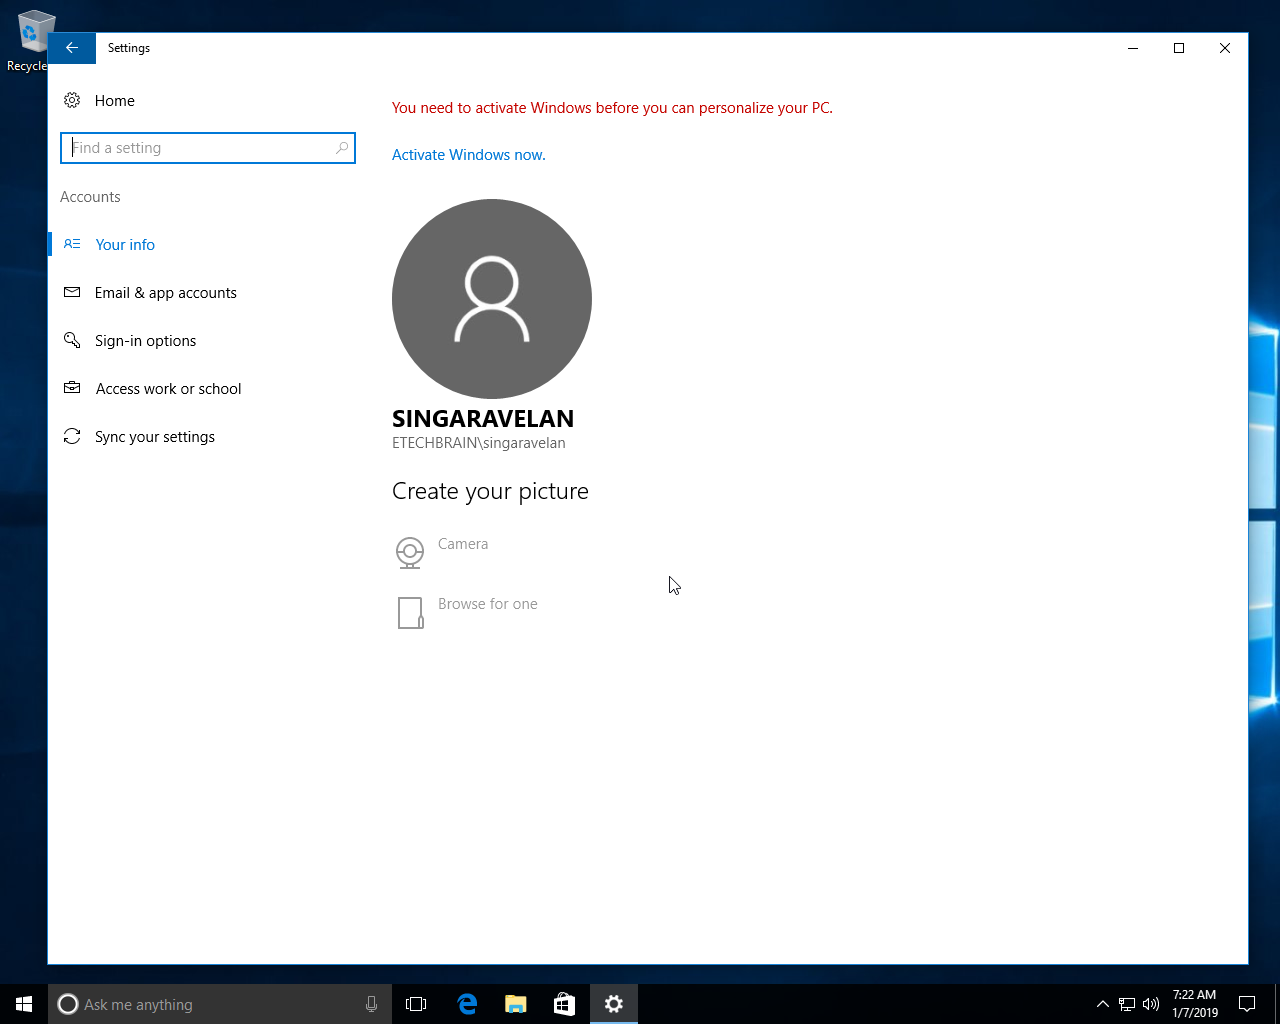 Recycle
Settings
Home
Find a setting
Accounts
Your info
Email & app accounts
Sign-in options
Access work or school
Sync your settings
You need to activate Windows before you can personalize your PC.
Activate Windows now.
SINGARAVELAN
ETECHBRAIN\singaravelan
Create your picture
Camera
Browse for one
Ask me anything
7:22 AM
1/7/2019